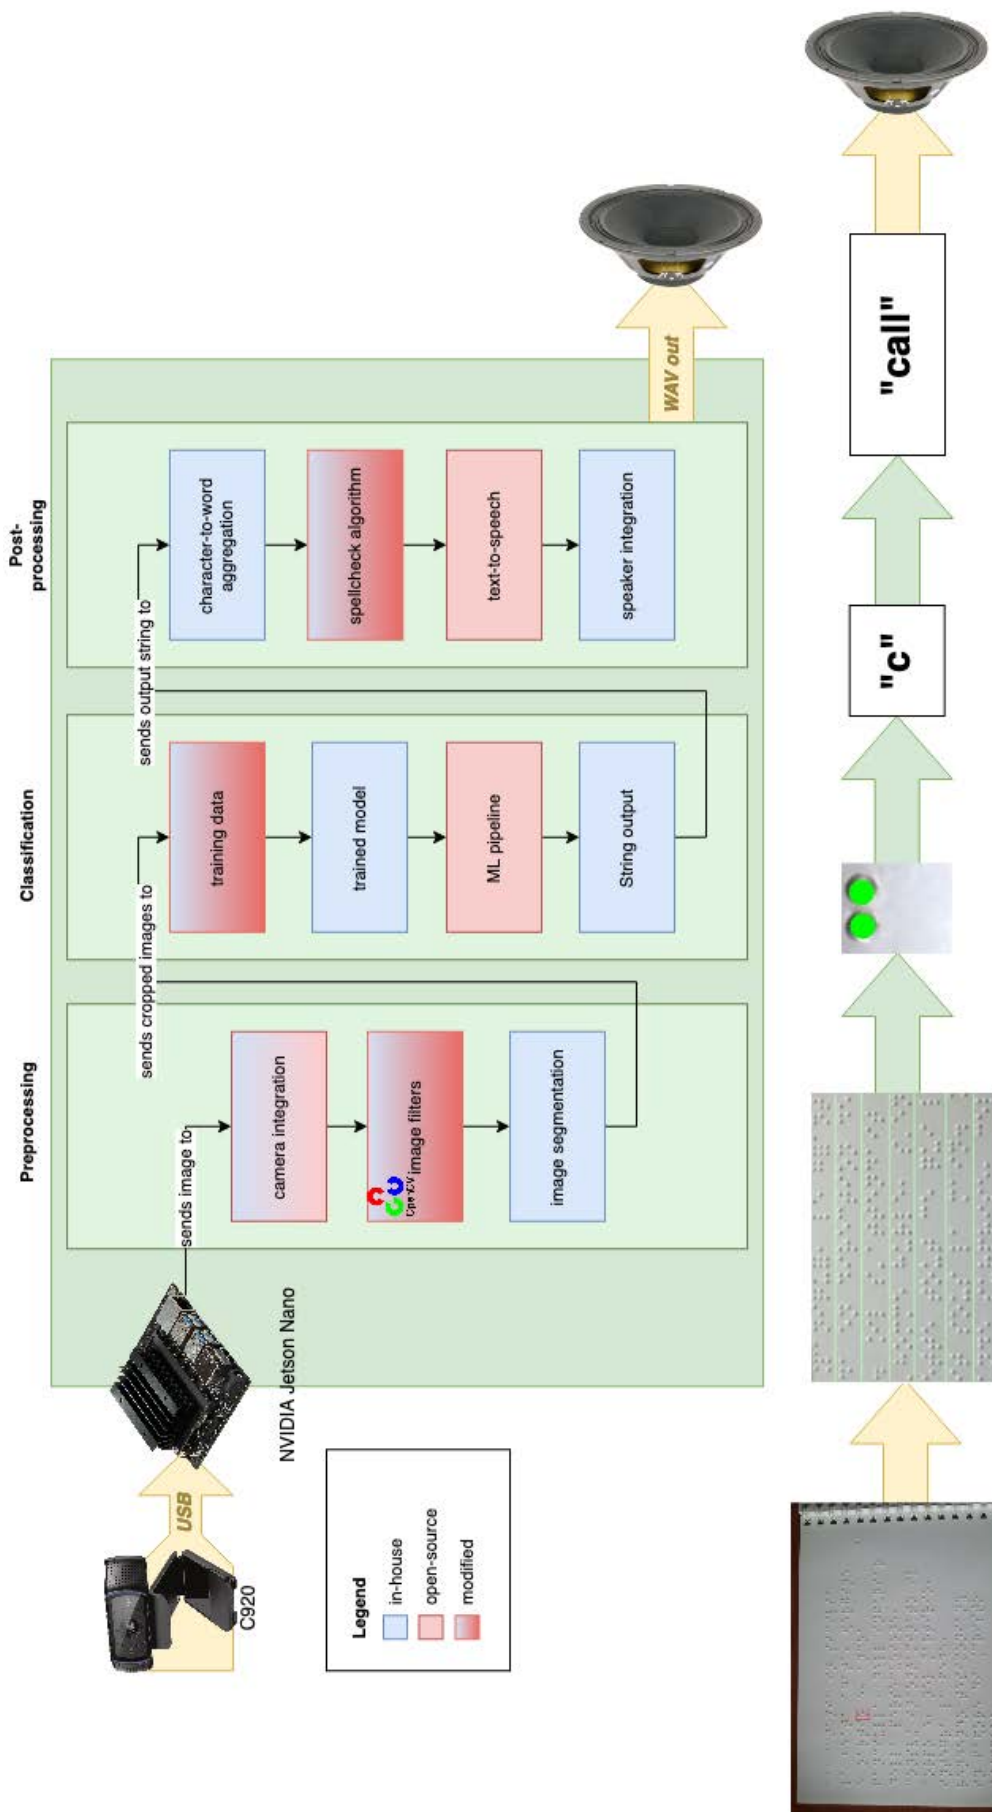 C920
USB
NVIDIA Jetson Nano
Legend
in-house
open-source
modified
Preprocessing
sends image to
camera integration
OpenCV
image filters
image segmentation
sends cropped images to
Classification
training data
trained model
ML pipeline
String output
sends output string to
Post-
processing
character-to-word
aggregation
spellcheck algorithm
text-to-speech
speaker integration
WAV out
"c"
"call"